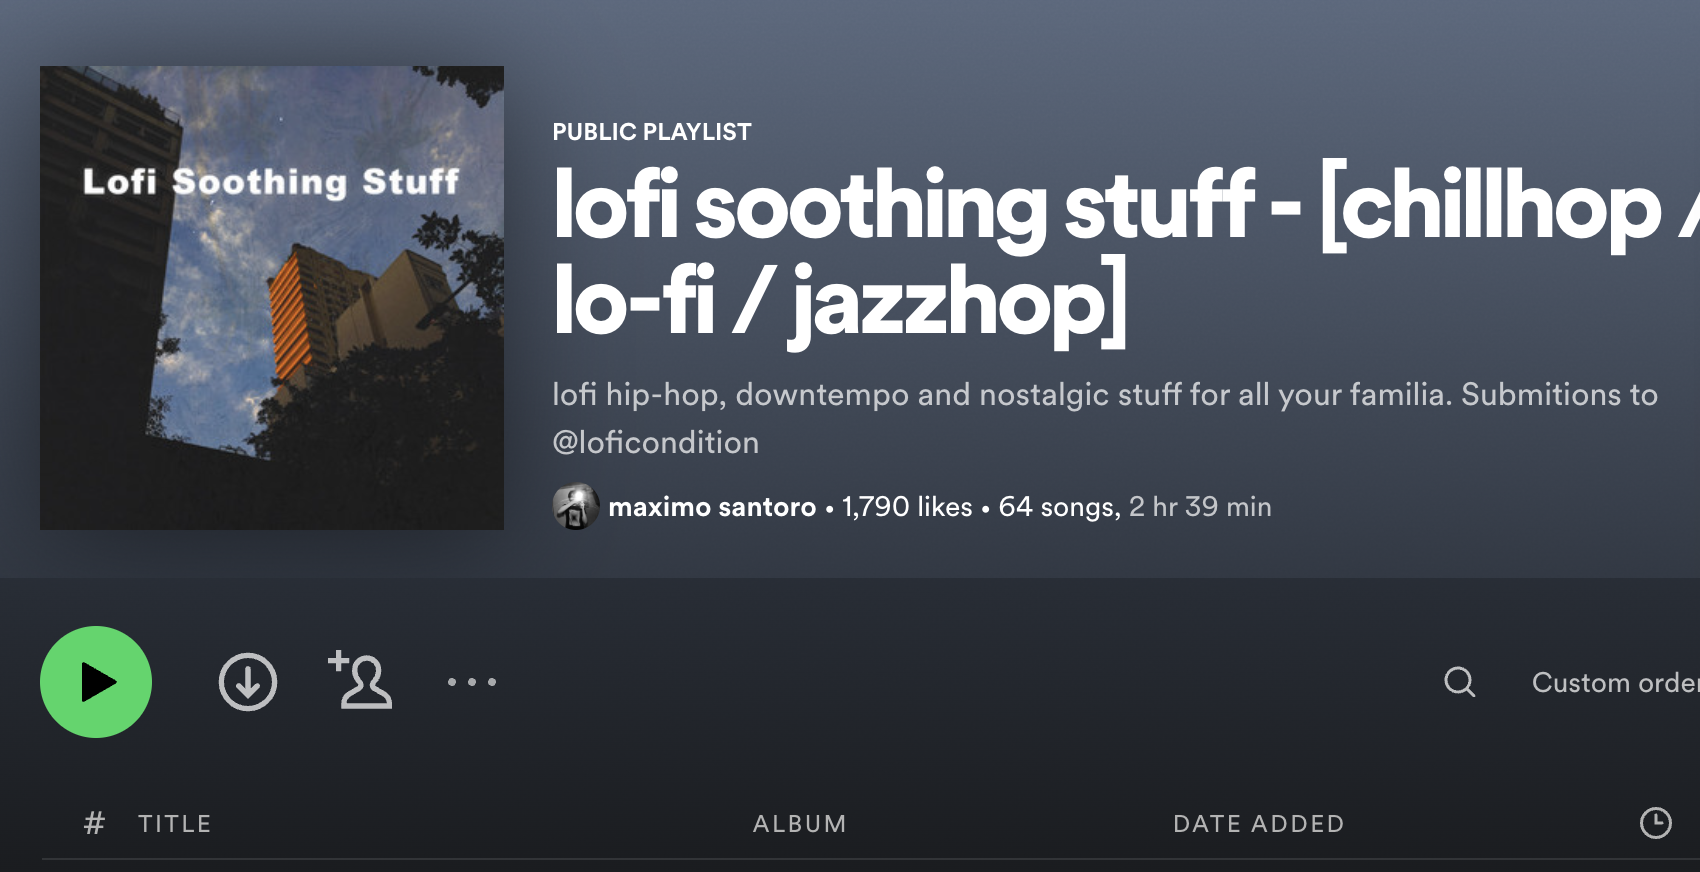 Lofi Soothing Stuff
PUBLIC PLAYLIST
lofi soothing stuff - [chillhop /
lo-fi / jazzhop]
lofi hip-hop, downtempo and nostalgic stuff for all your familia. Submitions to
@loficondition
maximo santoro • 1,790 likes • 64 songs, 2 hr 39 min
Custom order
# TITLE ALBUM DATE ADDED